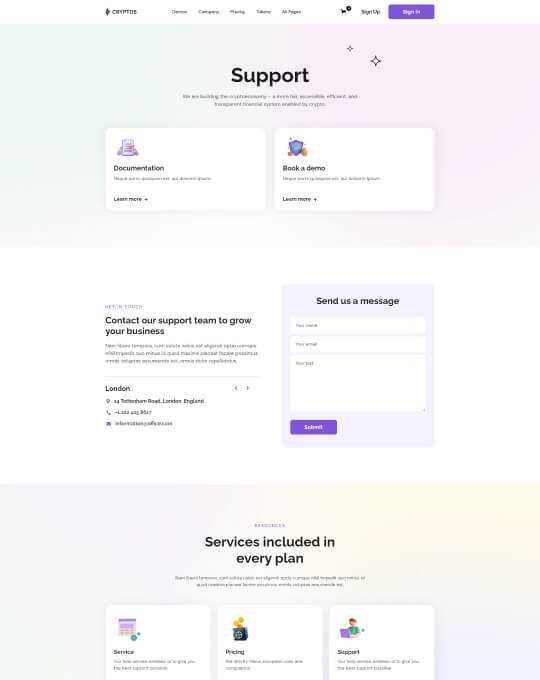 CRYPTOS
Demos Company Pricing Tokens All Pages
0 Sign Up Sign In
Support
We are building the cryptoeconomy – a more fair, accessible, efficient, and
transparent financial system enabled by crypto.
Documentation
Neque porro quisquam est, qui dolorem ipsum.
Learn more →
Book a demo
Neque porro quisquam est, qui dolorem ipsum.
Learn more →
GET IN TOUCH
Contact our support team to grow
your business
Nam libero tempore, cum soluta nobis est eligendi optio cumque
nihil impedit quo minus id quod maxime placeat facere possimus,
omnis voluptas assumenda est, omnis dolor repellendus.
London
14 Tottenham Road, London, England
information@office.com
Send us a message
Your name
Your email
Your text
Submit
RESOURCES
Services included in
every plan
Nam libero tempore, cum soluta nobis est eligendi optio cumque nihil impedit quo minus id
quod maxime placeat facere possimus, omnis voluptas assumenda est.
Service
Our help service enables us to give you
the best support possible.
Pricing
We strictly follow european rules and
compliance.
Support
Our help service enables us to give you
the best support possible.